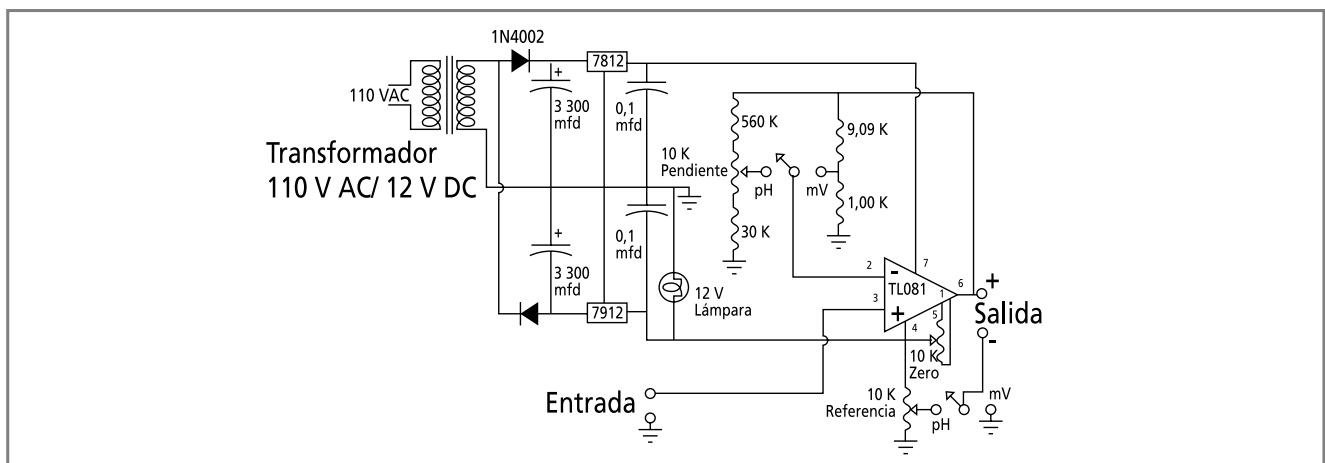 1N4002
7812
110 VAC
3 300
mfd
0,1
mfd
Transformador
110 V AC/ 12 V DC
560 K
9,09 K
10 K
Pendiente
pH
mV
1,00 K
30 K
+
+
3 300
mfd
0,1
mfd
7912
12 V
Lámpara
2
-
7
TL081
3
+
4
5
1
6
+
Salida
-
10 K
Zero
Entrada
10 K
Referencia
pH
mV